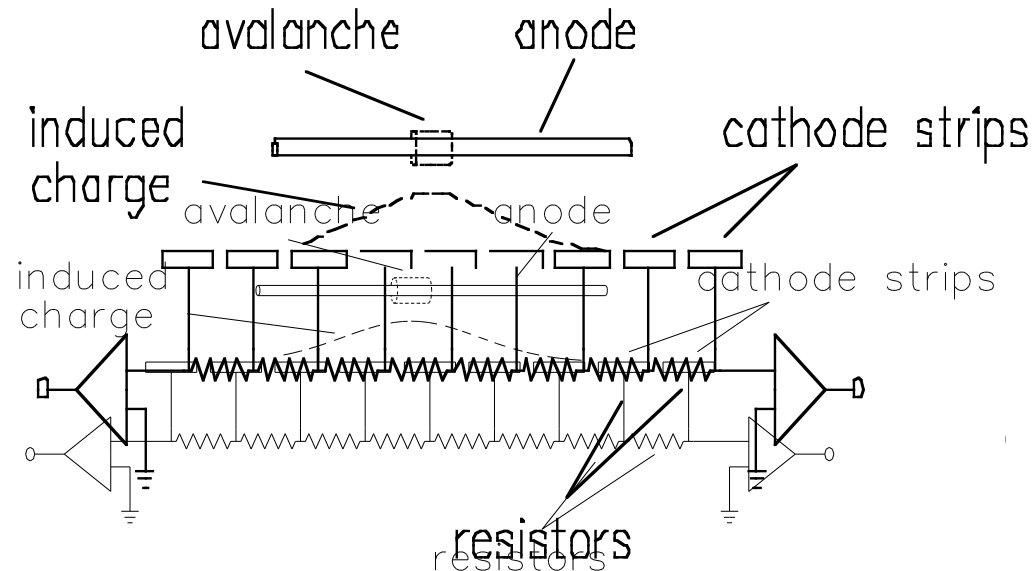 avalanche anode
induced
charge
cathode strips
avalanche anode
induced
charge
cathode strips
resistors
resistors